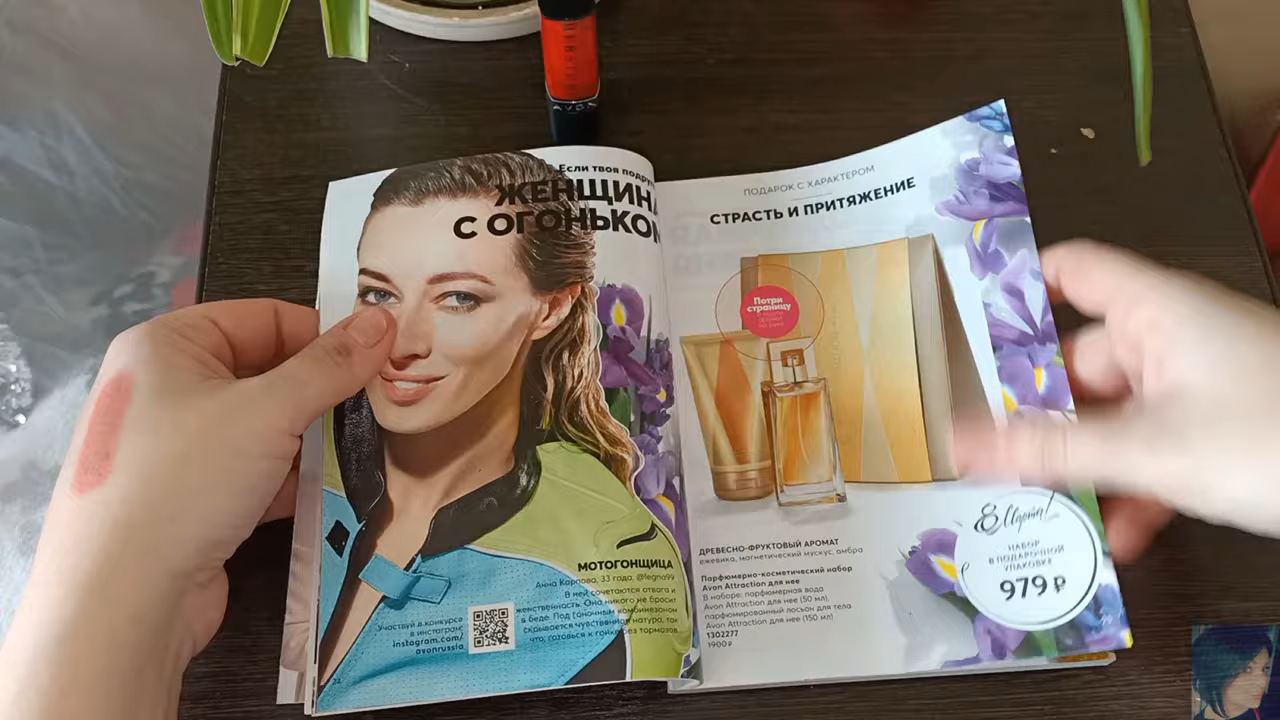 AVON
Если твоя подру
ЖЕНЩИНА
С ОГОНЬКОМ
МОТОГОНЩИЦА
Анна Карпова, 33 года, @legna99
В ней сочетаются отвага и
женственность. Она никого не бросит
в беде. Под гоночным комбинезоном
скрывается чувственная натура, так
что, готовься к гонке без тормозов
Участвуй в конкурсе
в инстаграм:
instagram.com/
avonrussia
ПОДАРОК С ХАРАКТЕРОМ
СТРАСТЬ И ПРИТЯЖЕНИЕ
Потри
страницу
ДРЕВЕСНО-ФРУКТОВЫЙ АРОМАТ
ежевика, магнетический мускус, амбра
Парфюмерно-косметический набор
Avon Attraction для нее
В наборе: парфюмерная вода
Avon Attraction для нее (50 мл),
парфюмированный лосьон для тела
Avon Attraction для нее (150 мл)
1302277
1900 ₽
8 Марта!
НАБОР
В ПОДАРОЧНОЙ
УПАКОВКЕ
979 ₽